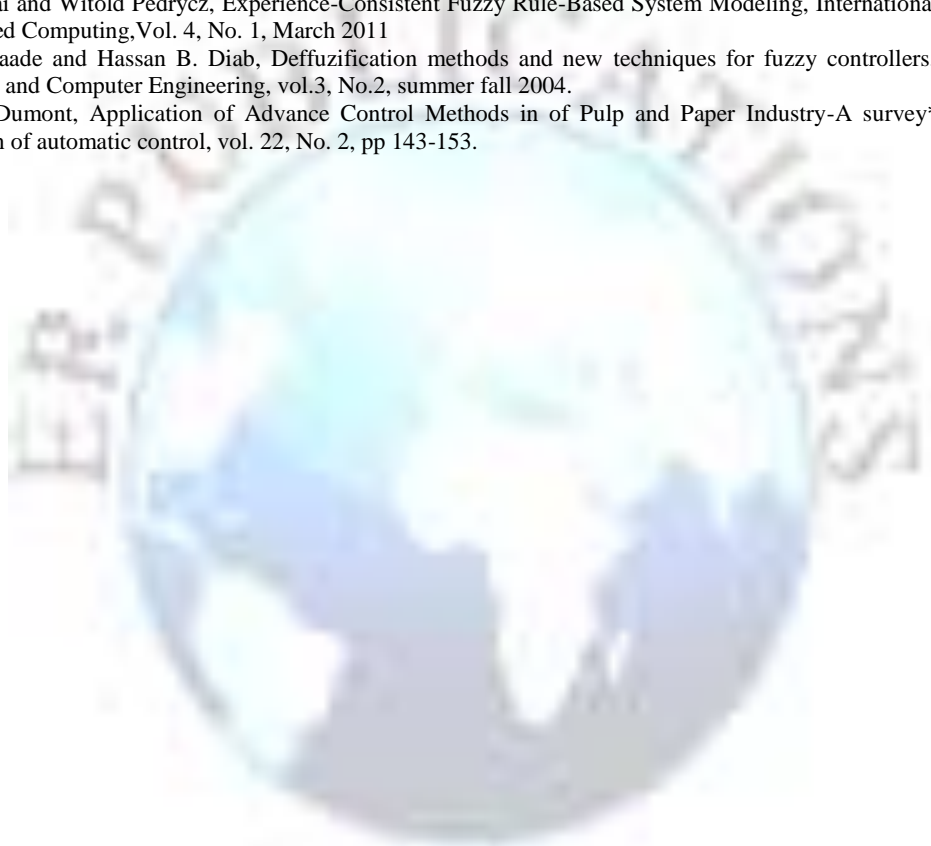 and Witold Pedrycz, Experience-Consistent Fuzzy Rule-Based System Modeling, Internationa
ed Computing,Vol. 4, No. 1, March 2011
aade and Hassan B. Diab, Deffuzification methods and new techniques for fuzzy controllers
and Computer Engineering, vol.3, No.2, summer fall 2004.
Dumont, Application of Advance Control Methods in of Pulp and Paper Industry-A survey*
of automatic control, vol. 22, No. 2, pp 143-153.
ER PUBLICATIONS